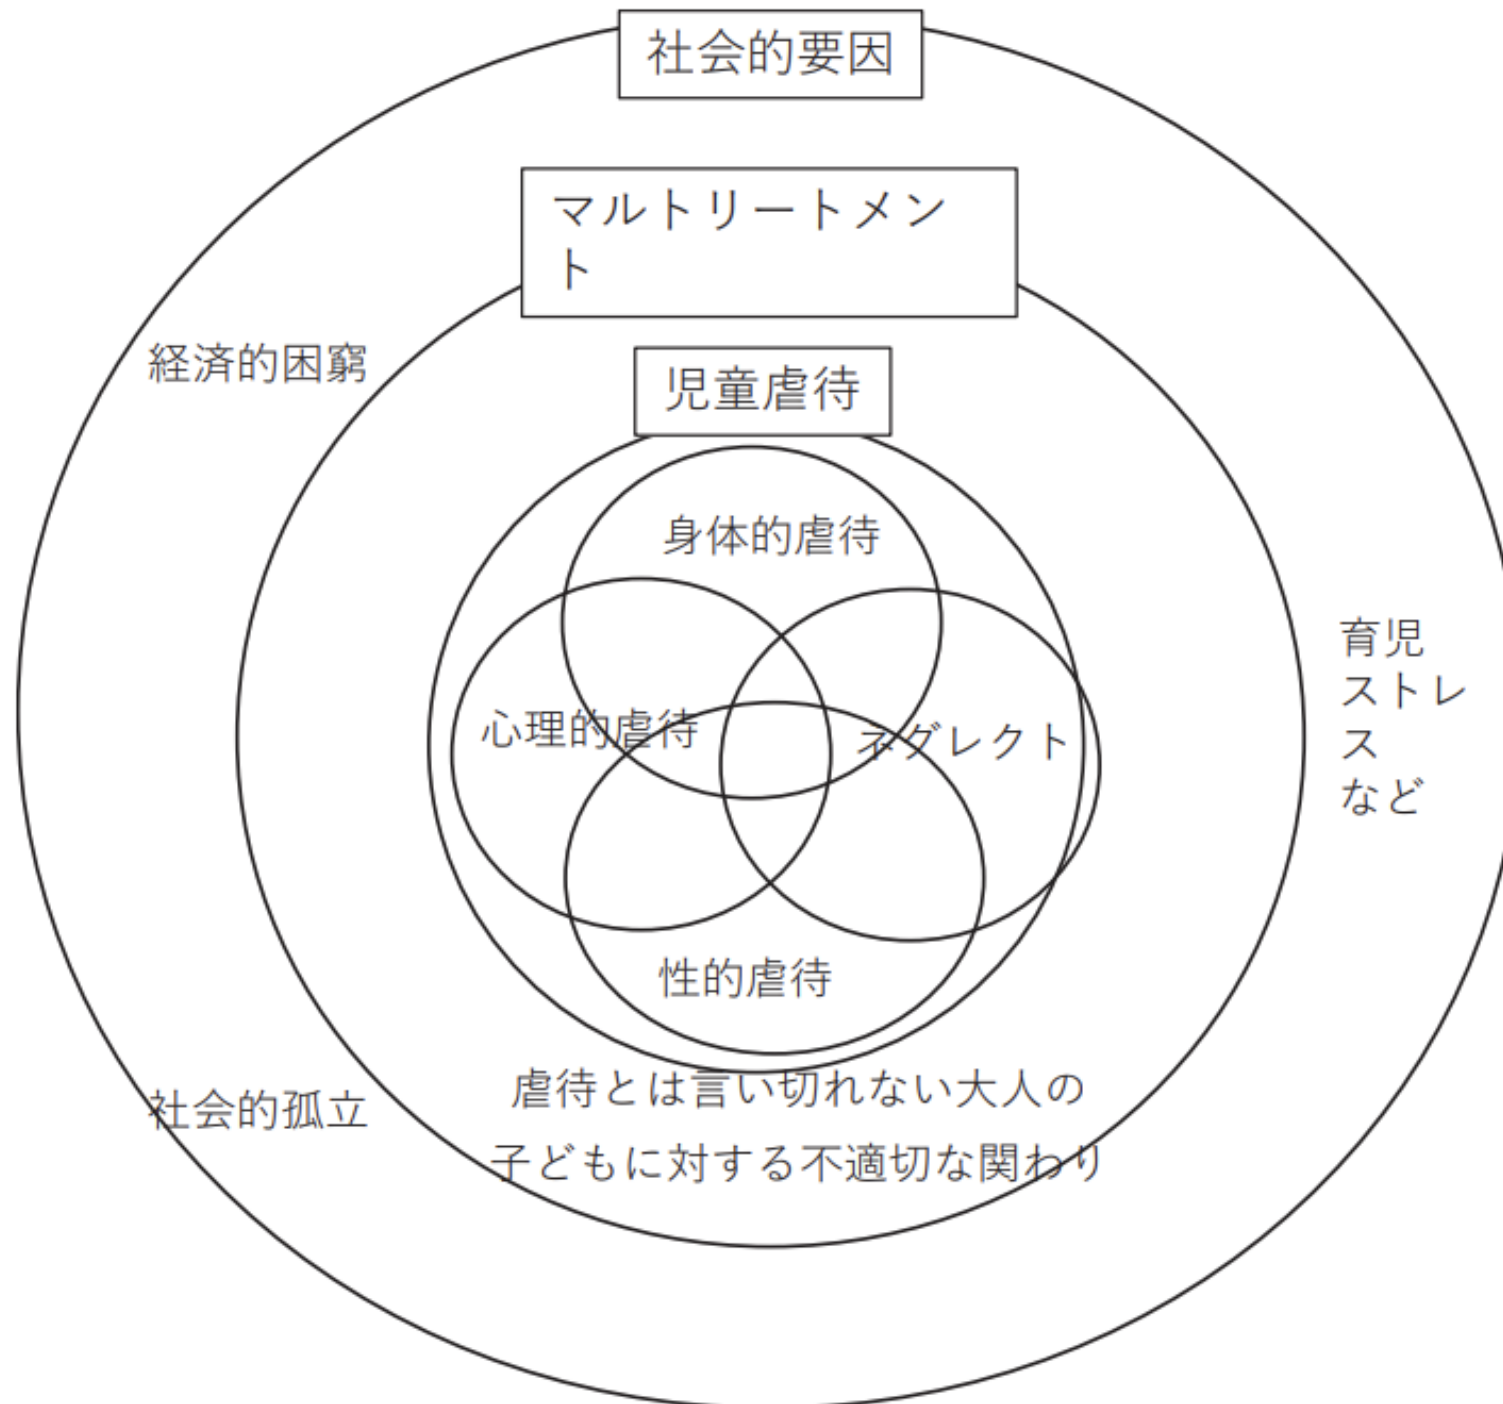 社会的要因
マルトリートメン
ト
経済的困窮
児童虐待
身体的虐待
育児
ストレ
ス
など
心理的虐待
ネグレクト
性的虐待
虐待とは言い切れない大人の
社会的孤立
子どもに対する不適切な関わり